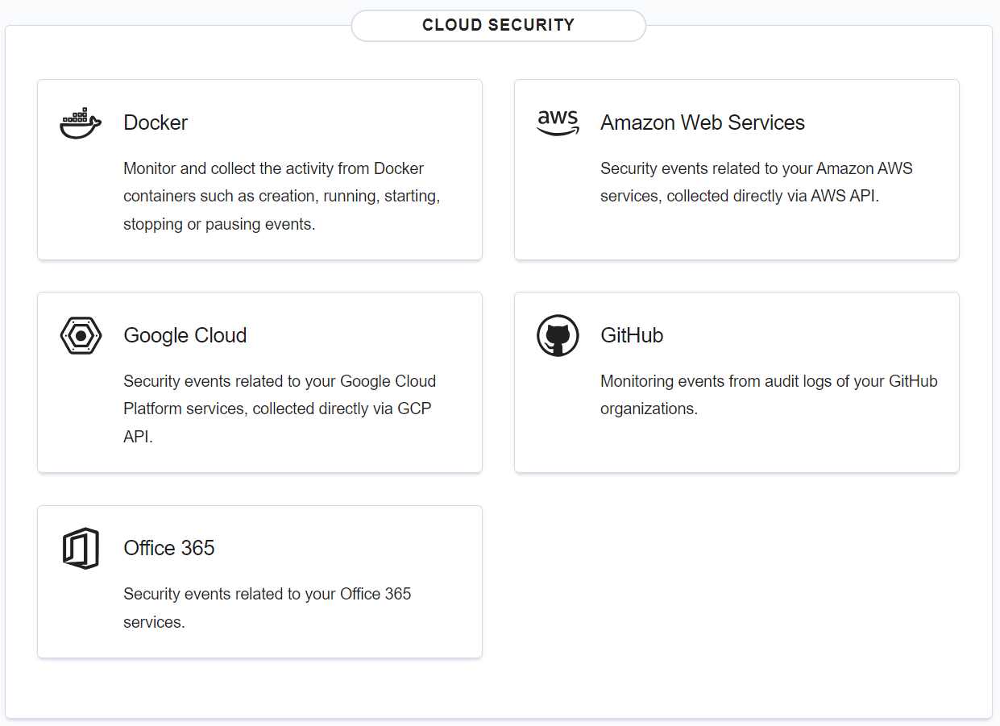 CLOUD SECURITY
Docker
Monitor and collect the activity from Docker
containers such as creation, running, starting,
stopping or pausing events.
aws
Amazon Web Services
Security events related to your Amazon AWS
services, collected directly via AWS API.
Google Cloud
Security events related to your Google Cloud
Platform services, collected directly via GCP
API.
GitHub
Monitoring events from audit logs of your GitHub
organizations.
Office 365
Security events related to your Office 365
services.